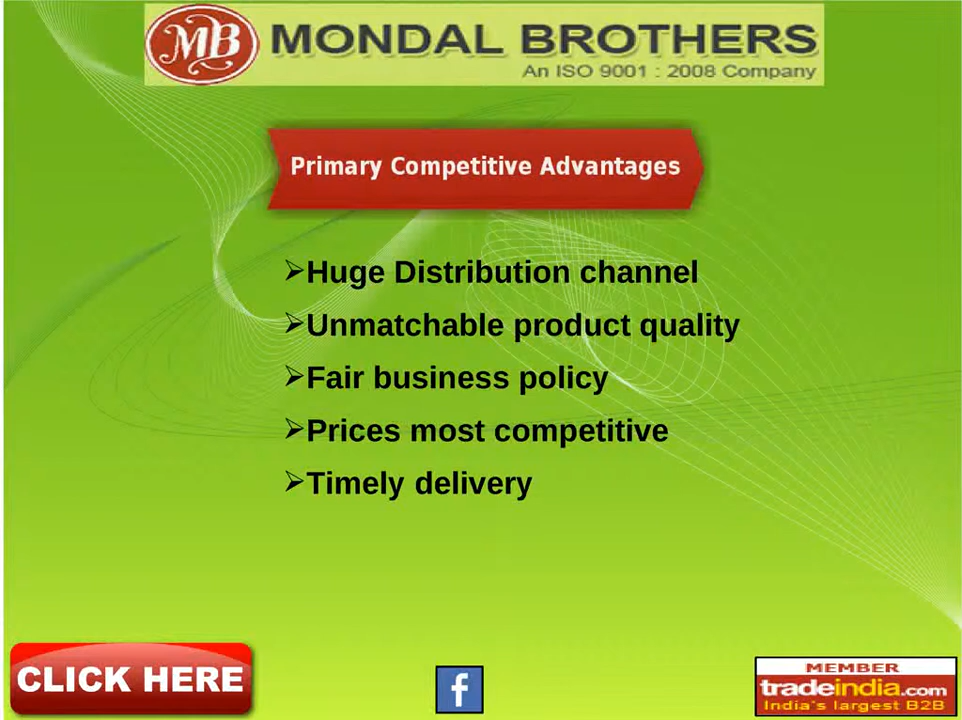 MB MONDAL BROTHERS
An ISO 9001 : 2008 Company
Primary Competitive Advantages
➢Huge Distribution channel
➢Unmatchable product quality
➢Fair business policy
➢Prices most competitive
➢Timely delivery
CLICK HERE
f
MEMBER
tradeindia.com
India's largest B2B